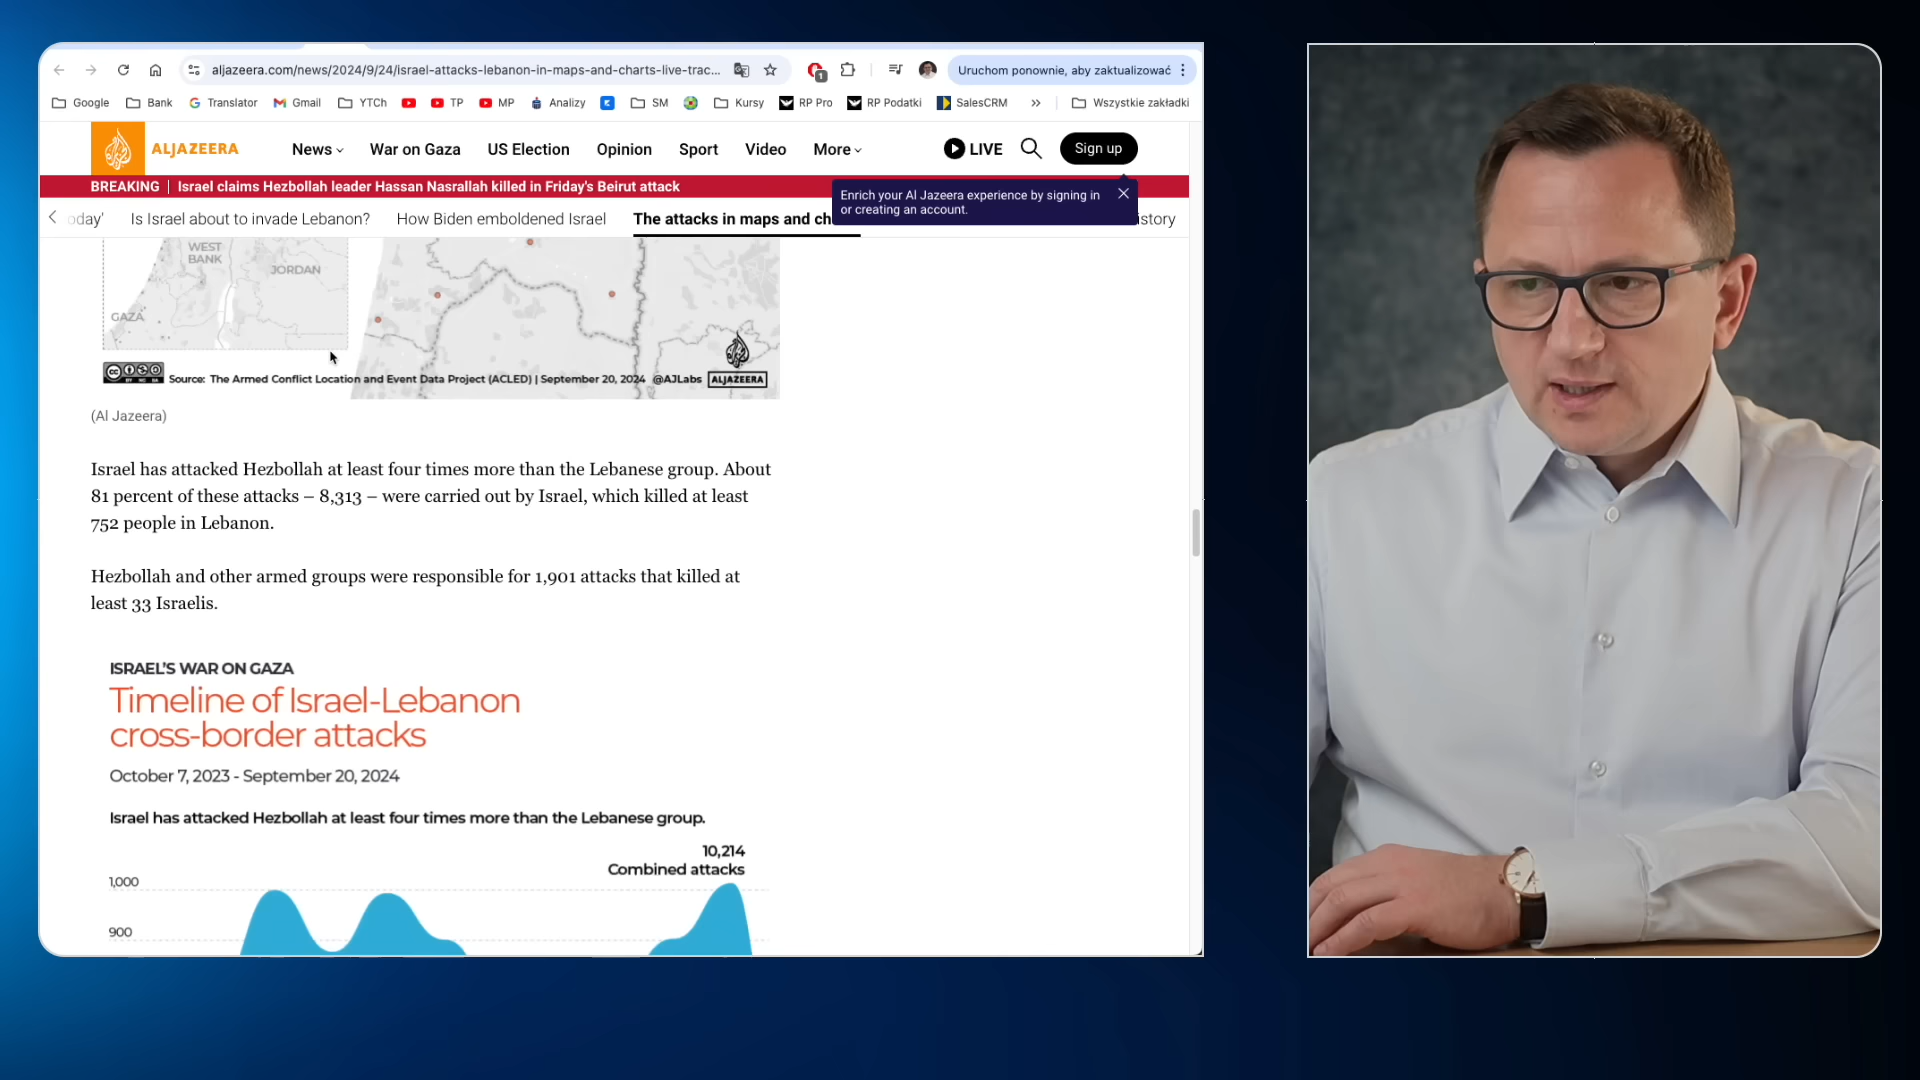 aljazeera.com/news/2024/9/24/israel-attacks-lebanon-in-maps-and-charts-live-trac...
1
Uruchom ponownie, aby zaktualizować
Google
Bank
Translator
Gmail
YTCh
TP
MP
Analizy
SM
Kursy
RP Pro
RP Podatki
SalesCRM
Wszystkie zakładki
ALJAZEERA
News
War on Gaza
US Election
Opinion
Sport
Video
More
LIVE
Sign up
BREAKING | Israel claims Hezbollah leader Hassan Nasrallah killed in Friday's Beirut attack
Enrich your Al Jazeera experience by signing in
or creating an account.
oday'
Is Israel about to invade Lebanon?
How Biden emboldened Israel
The attacks in maps and ch
istory
WEST
BANK
JORDAN
GAZA
Source: The Armed Conflict Location and Event Data Project (ACLED) | September 20, 2024 @AJLabs
ALJAZEERA
(Al Jazeera)
Israel has attacked Hezbollah at least four times more than the Lebanese group. About
81 percent of these attacks – 8,313 – were carried out by Israel, which killed at least
752 people in Lebanon.
Hezbollah and other armed groups were responsible for 1,901 attacks that killed at
least 33 Israelis.
ISRAEL'S WAR ON GAZA
Timeline of Israel-Lebanon
cross-border attacks
October 7, 2023 - September 20, 2024
Israel has attacked Hezbollah at least four times more than the Lebanese group.
10,214
Combined attacks
1,000
900